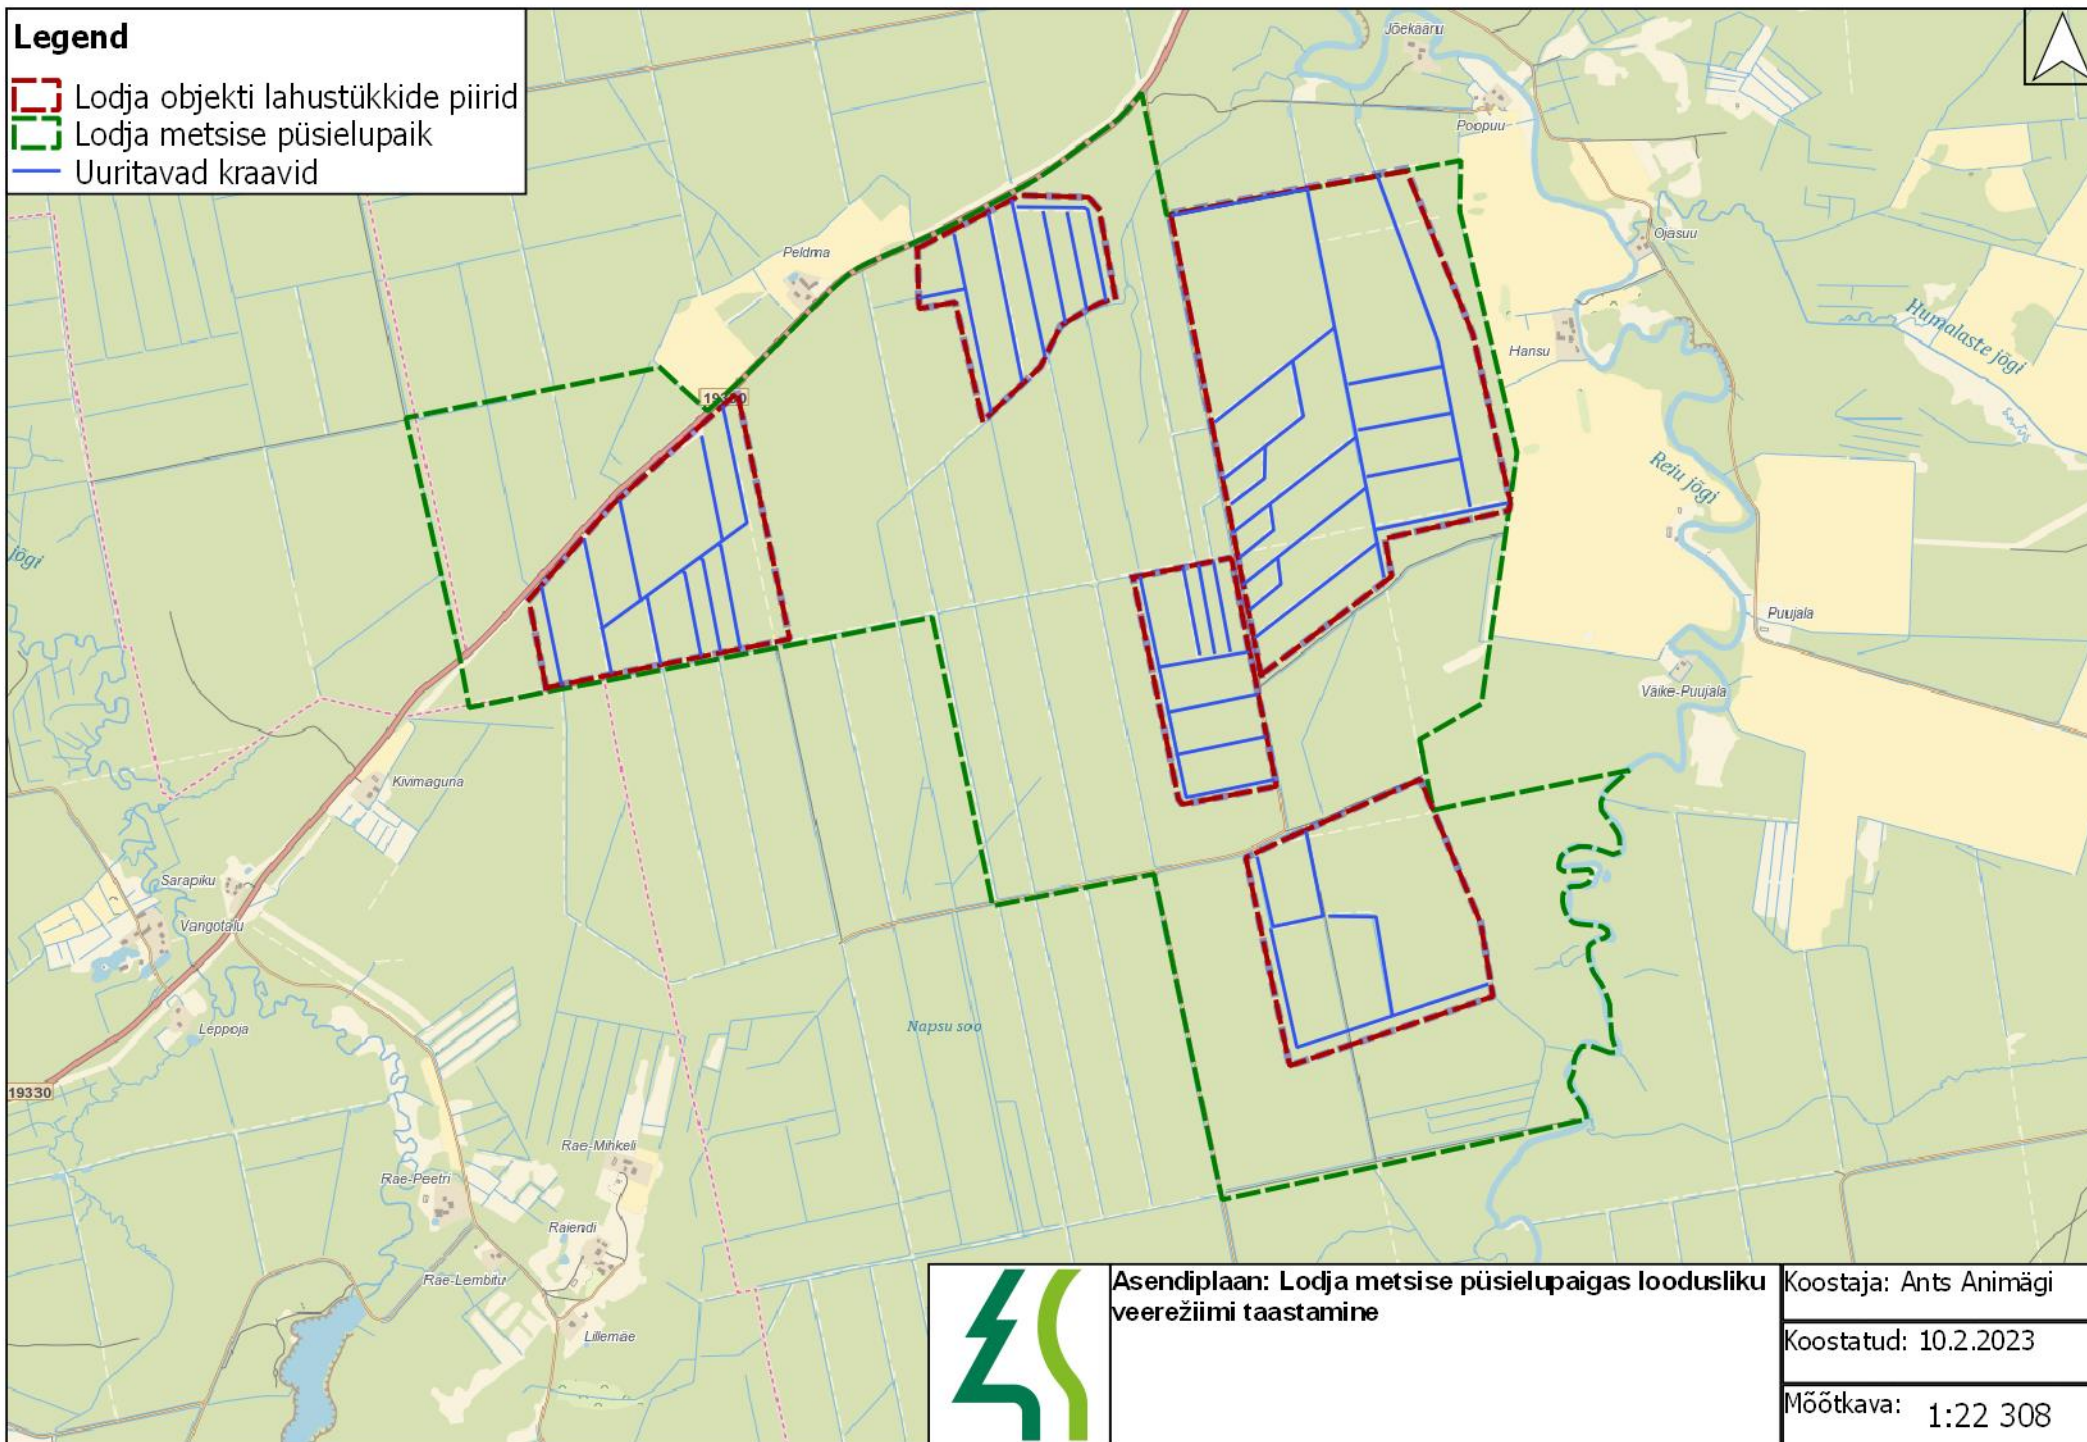 Legend
Lodja objekti lahustükkide piirid
Lodja metsise püsielupaik
Uuritavad kraavid
Jõekääru
Poopuu
Ojasuu
Peldma
Humalaste jõgi
Hansu
19330
Reiu jõgi
jõgi
Puujala
Väike-Puujala
Kivimaguna
Sarapiku
Vangotalu
Leppoja
Napsu soo
19330
Rae-Mihkeli
Rae-Peetri
Raiendi
Rae-Lembitu
Lillemäe
Asendiplaan: Lodja metsise püsielupaigas loodusliku
veerežiimi taastamine
Koostaja: Ants Animägi
Koostatud: 10.2.2023
Mõõtkava: 1:22 308